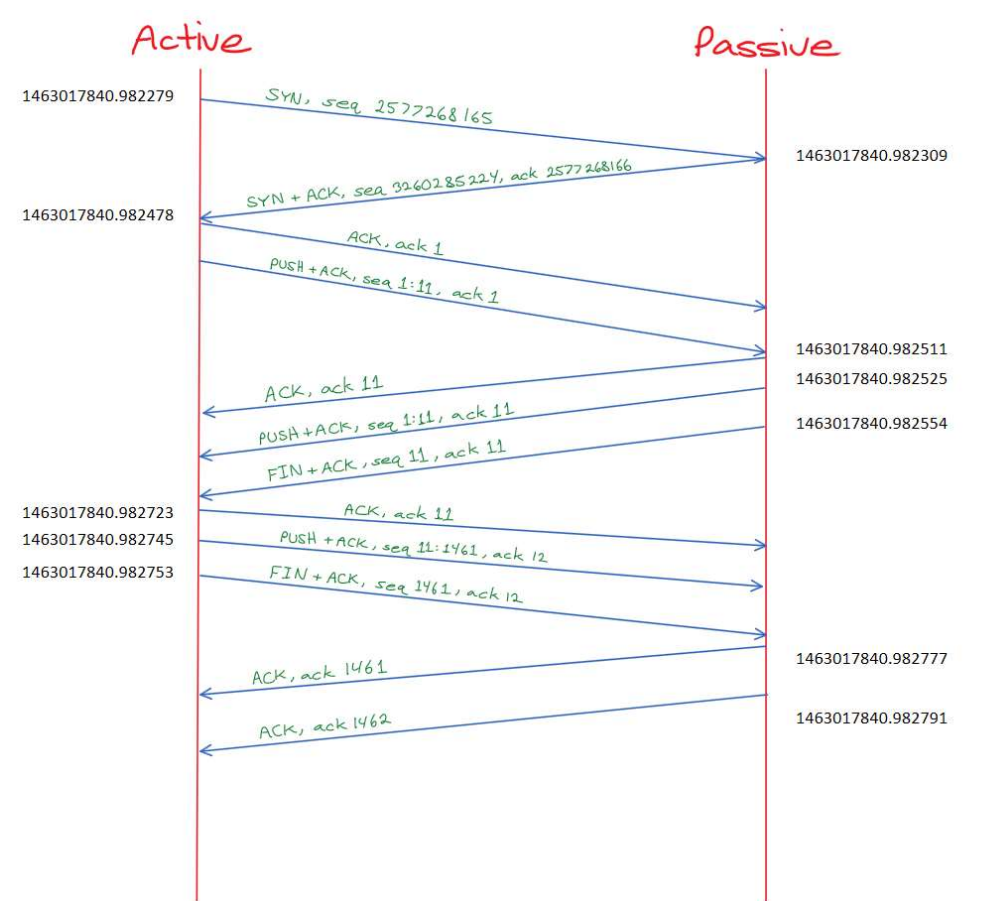 Active
Passive
1463017840.982279
SYN, seq 2577268165
1463017840.982309
SYN + ACK, seq 3260285224, ack 2577268166
1463017840.982478
ACK, ack 1
PUSH + ACK, seq 1:11, ack 1
1463017840.982511
1463017840.982525
ACK, ack 11
PUSH + ACK, seq 1:11, ack 11
1463017840.982554
FIN + ACK, seq 11, ack 11
1463017840.982723
ACK, ack 11
1463017840.982745
PUSH + ACK, seq 11:1461, ack 12
1463017840.982753
FIN + ACK, seq 1461, ack 12
1463017840.982777
ACK, ack 1461
1463017840.982791
ACK, ack 1462